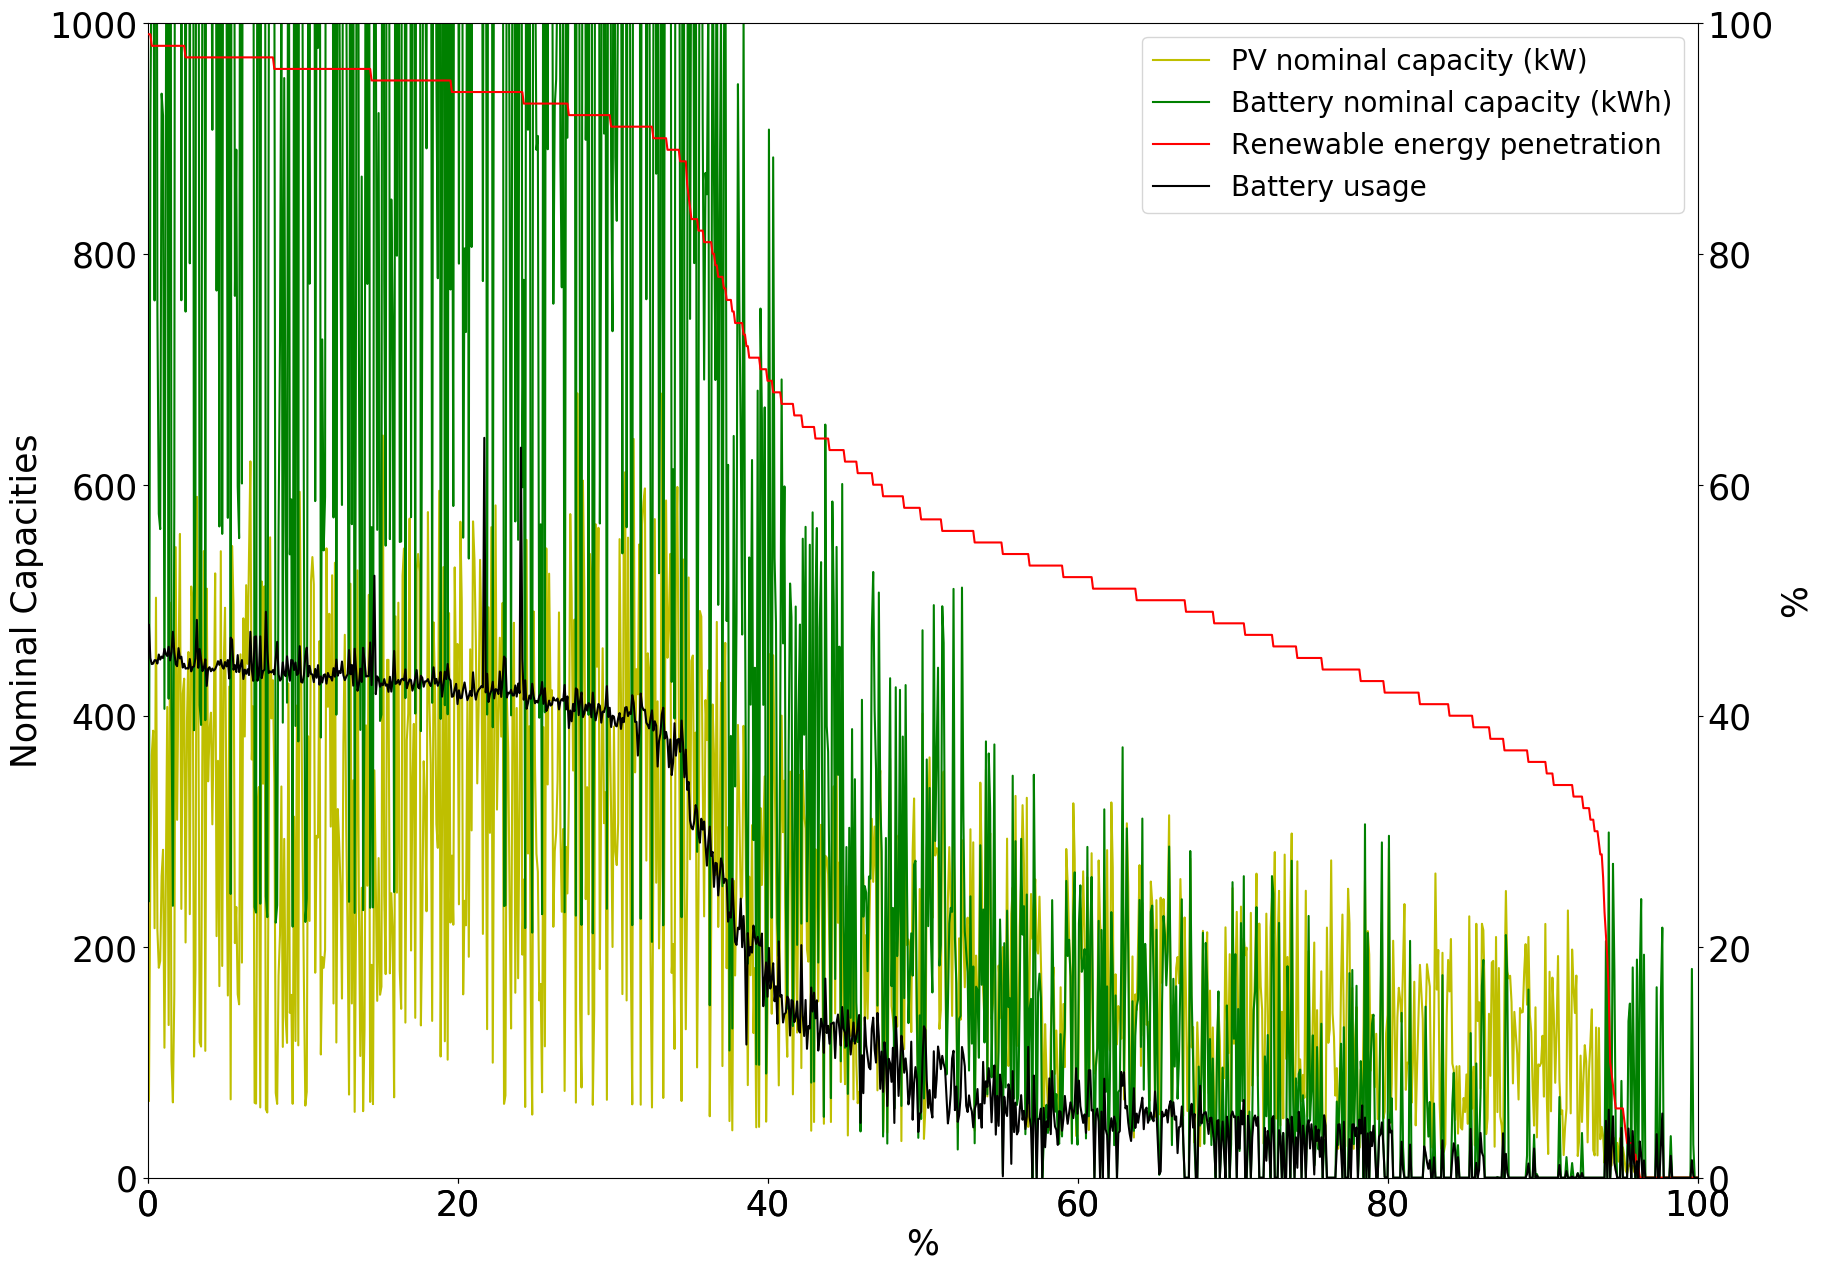 PV nominal capacity (kW)
Battery nominal capacity (kWh)
Renewable energy penetration
Battery usage
1000
800
600
400
200
0
Nominal Capacities
100
80
60
40
20
0
%
0 20 40 60 80 100
%